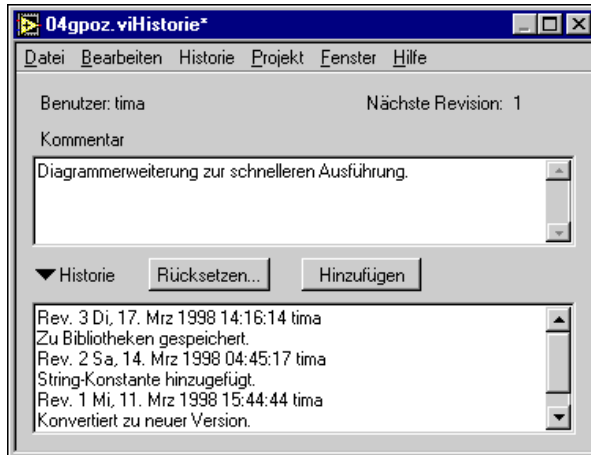 04gpoz.viHistorie*
Datei Bearbeiten Historie Projekt Fenster Hilfe
Benutzer: tima Nächste Revision: 1
Kommentar
Diagrammerweiterung zur schnelleren Ausführung.
Historie Rücksetzen... Hinzufügen
Rev. 3 Di, 17. Mrz 1998 14:16:14 tima
Zu Bibliotheken gespeichert.
Rev. 2 Sa, 14. Mrz 1998 04:45:17 tima
String-Konstante hinzugefügt.
Rev. 1 Mi, 11. Mrz 1998 15:44:44 tima
Konvertiert zu neuer Version.